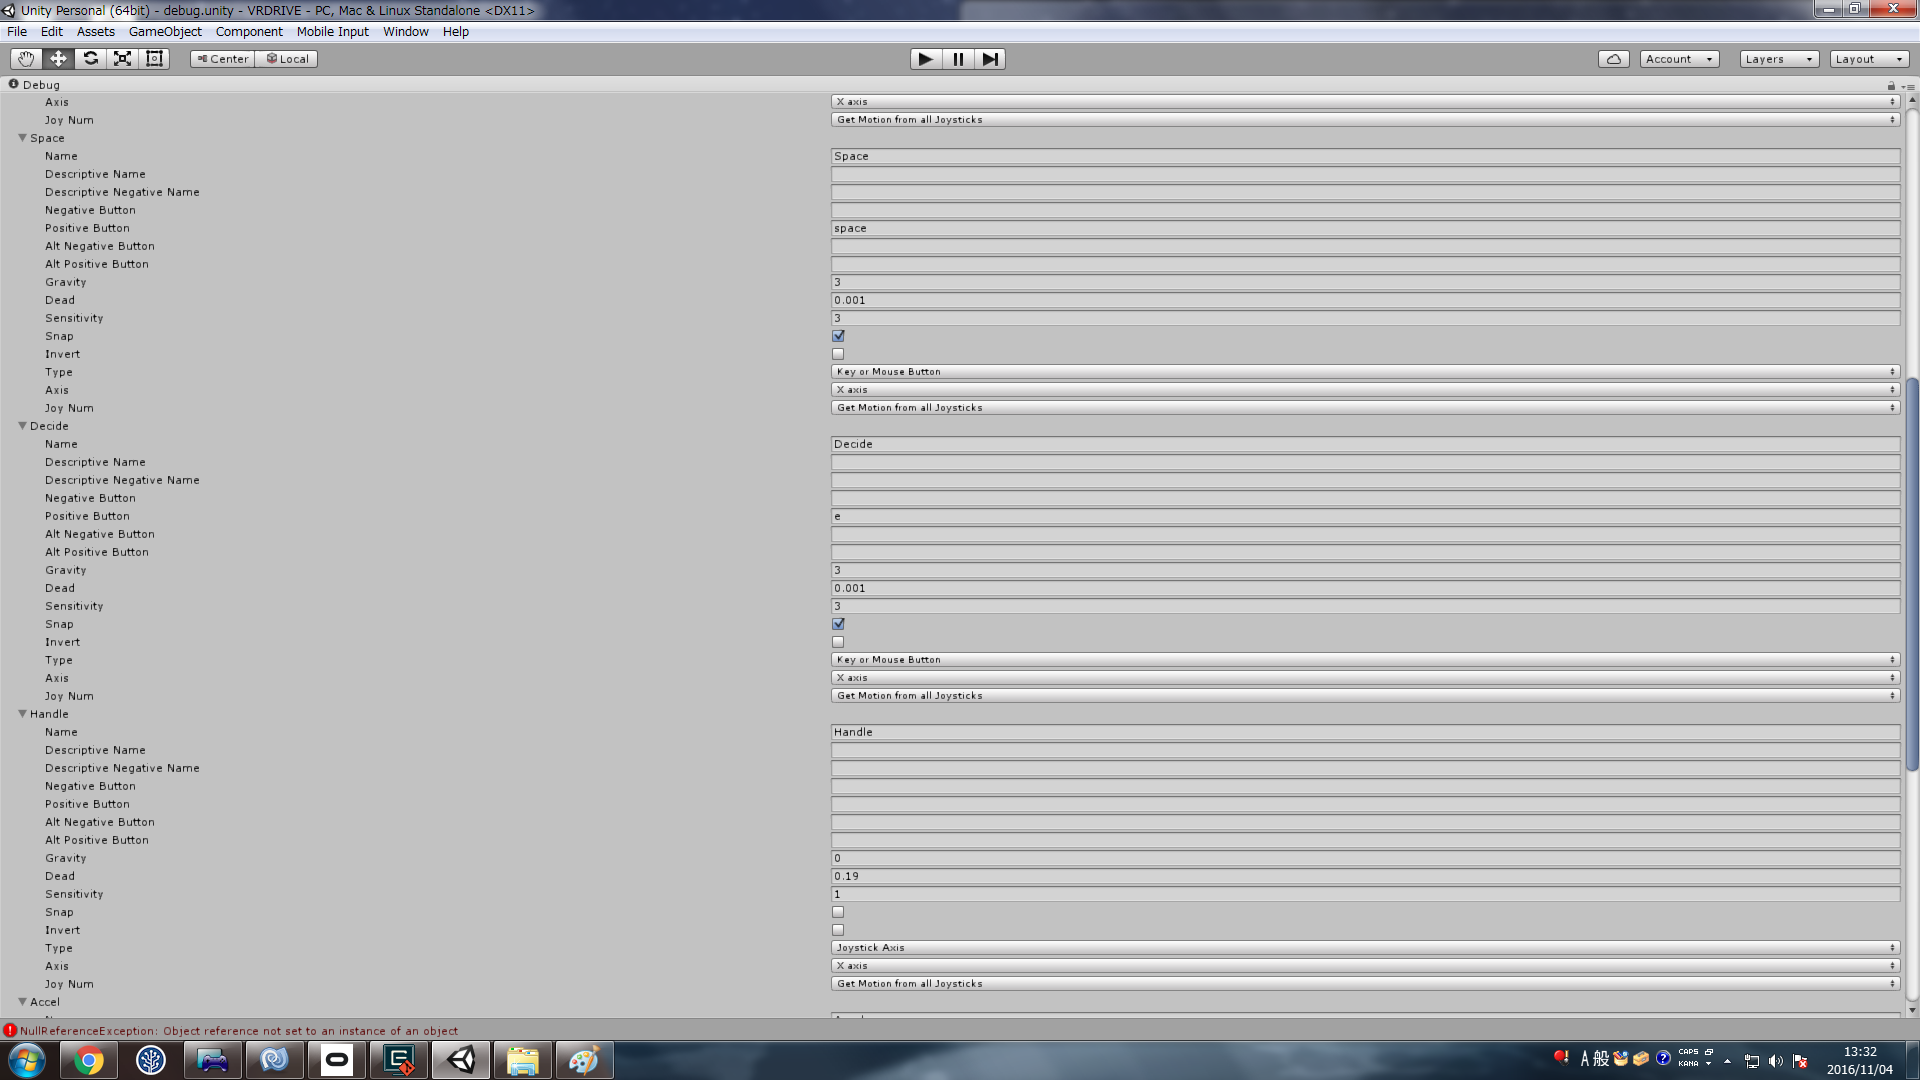 Unity Personal (64bit) - debug.unity - VRDRIVE - PC, Mac & Linux Standalone <DX11>
File Edit Assets GameObject Component Mobile Input Window Help
Center Local Account Layers Layout
Debug
Axis X axis
Joy Num Get Motion from all Joysticks
Space
Name Space
Descriptive Name
Descriptive Negative Name
Negative Button
Positive Button space
Alt Negative Button
Alt Positive Button
Gravity 3
Dead 0.001
Sensitivity 3
Snap
Invert
Type Key or Mouse Button
Axis X axis
Joy Num Get Motion from all Joysticks
Decide
Name Decide
Descriptive Name
Descriptive Negative Name
Negative Button
Positive Button e
Alt Negative Button
Alt Positive Button
Gravity 3
Dead 0.001
Sensitivity 3
Snap
Invert
Type Key or Mouse Button
Axis X axis
Joy Num Get Motion from all Joysticks
Handle
Name Handle
Descriptive Name
Descriptive Negative Name
Negative Button
Positive Button
Alt Negative Button
Alt Positive Button
Gravity 0
Dead 0.19
Sensitivity 1
Snap
Invert
Type Joystick Axis
Axis X axis
Joy Num Get Motion from all Joysticks
Accel
NullReferenceException: Object reference not set to an instance of an object
A 般 CAPS KANA 13:32
2016/11/04